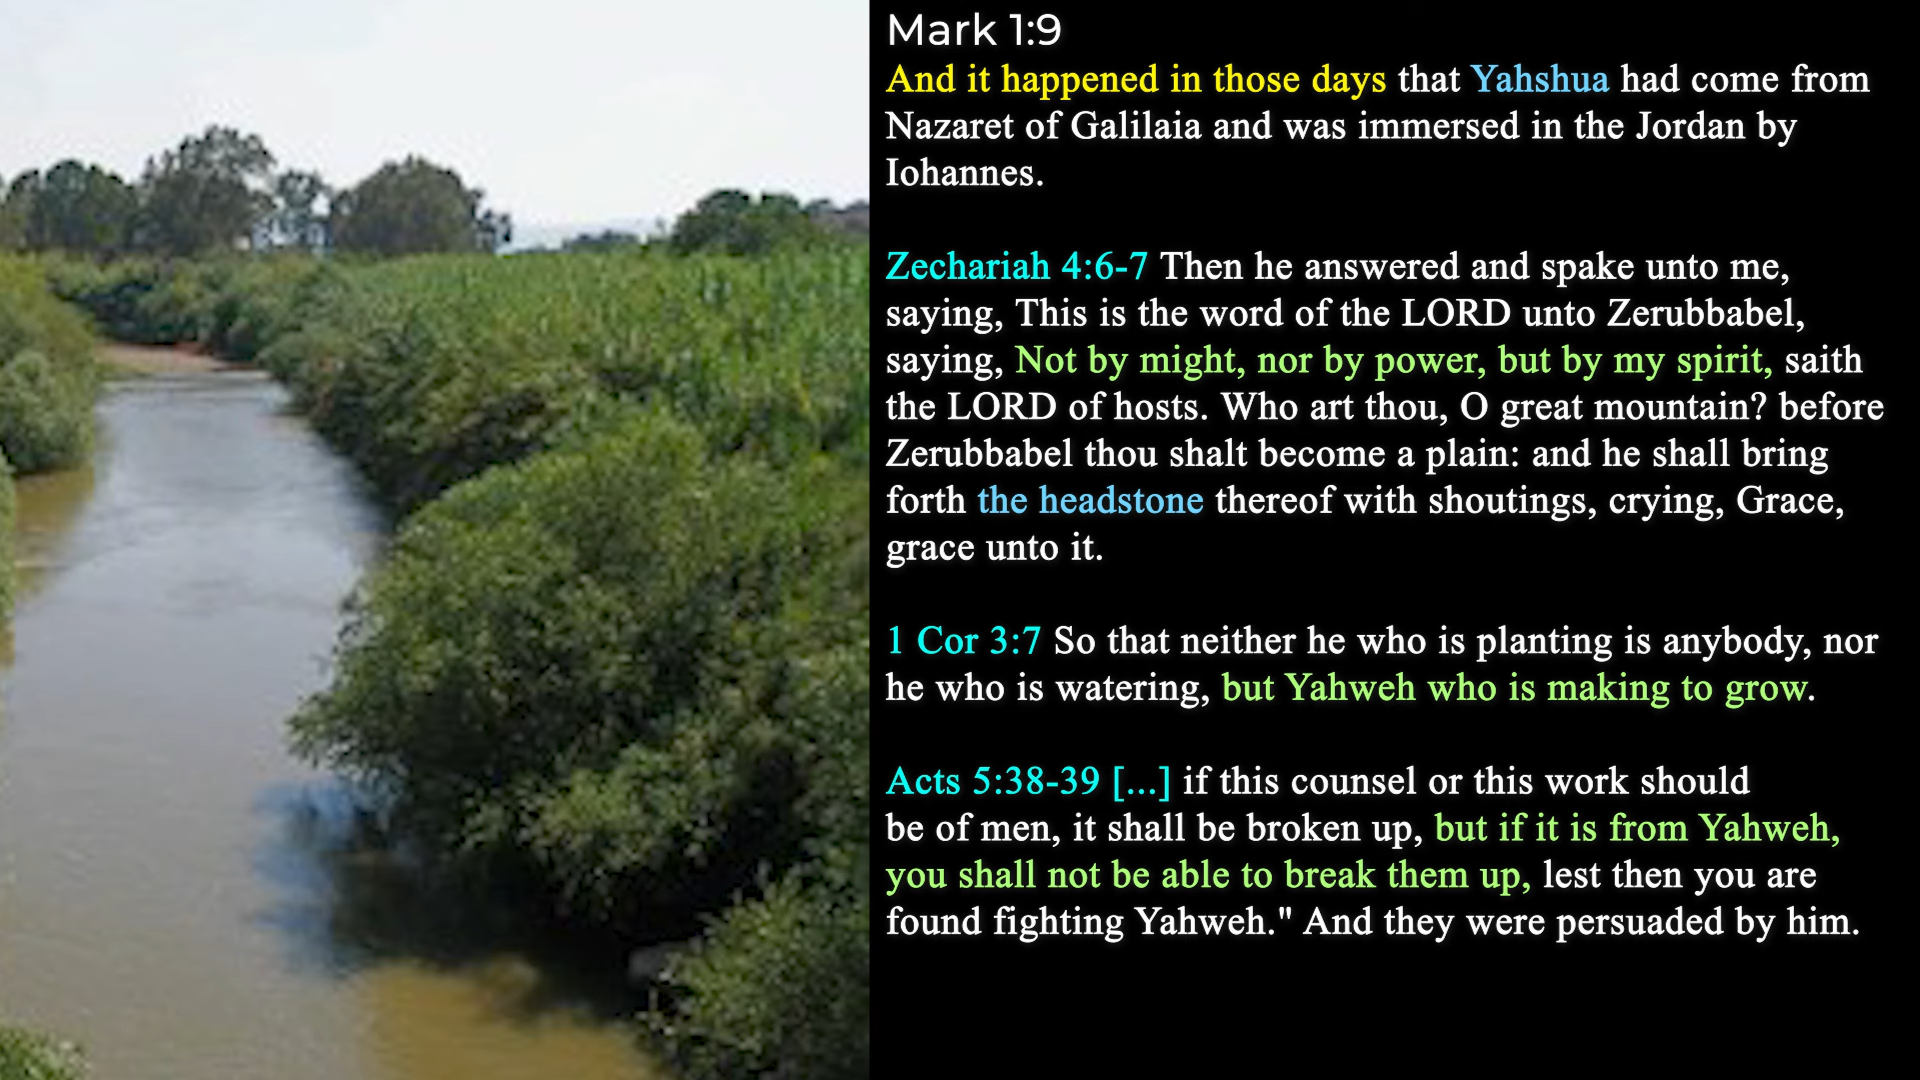 Mark 1:9
And it happened in those days that Yahshua had come from
Nazaret of Galilaia and was immersed in the Jordan by
Iohannes.
Zechariah 4:6-7 Then he answered and spake unto me,
saying, This is the word of the LORD unto Zerubbabel,
saying, Not by might, nor by power, but by my spirit, saith
the LORD of hosts. Who art thou, O great mountain? before
Zerubbabel thou shalt become a plain: and he shall bring
forth the headstone thereof with shoutings, crying, Grace,
grace unto it.
1 Cor 3:7 So that neither he who is planting is anybody, nor
he who is watering, but Yahweh who is making to grow.
Acts 5:38-39 [...] if this counsel or this work should
be of men, it shall be broken up, but if it is from Yahweh,
you shall not be able to break them up, lest then you are
found fighting Yahweh." And they were persuaded by him.